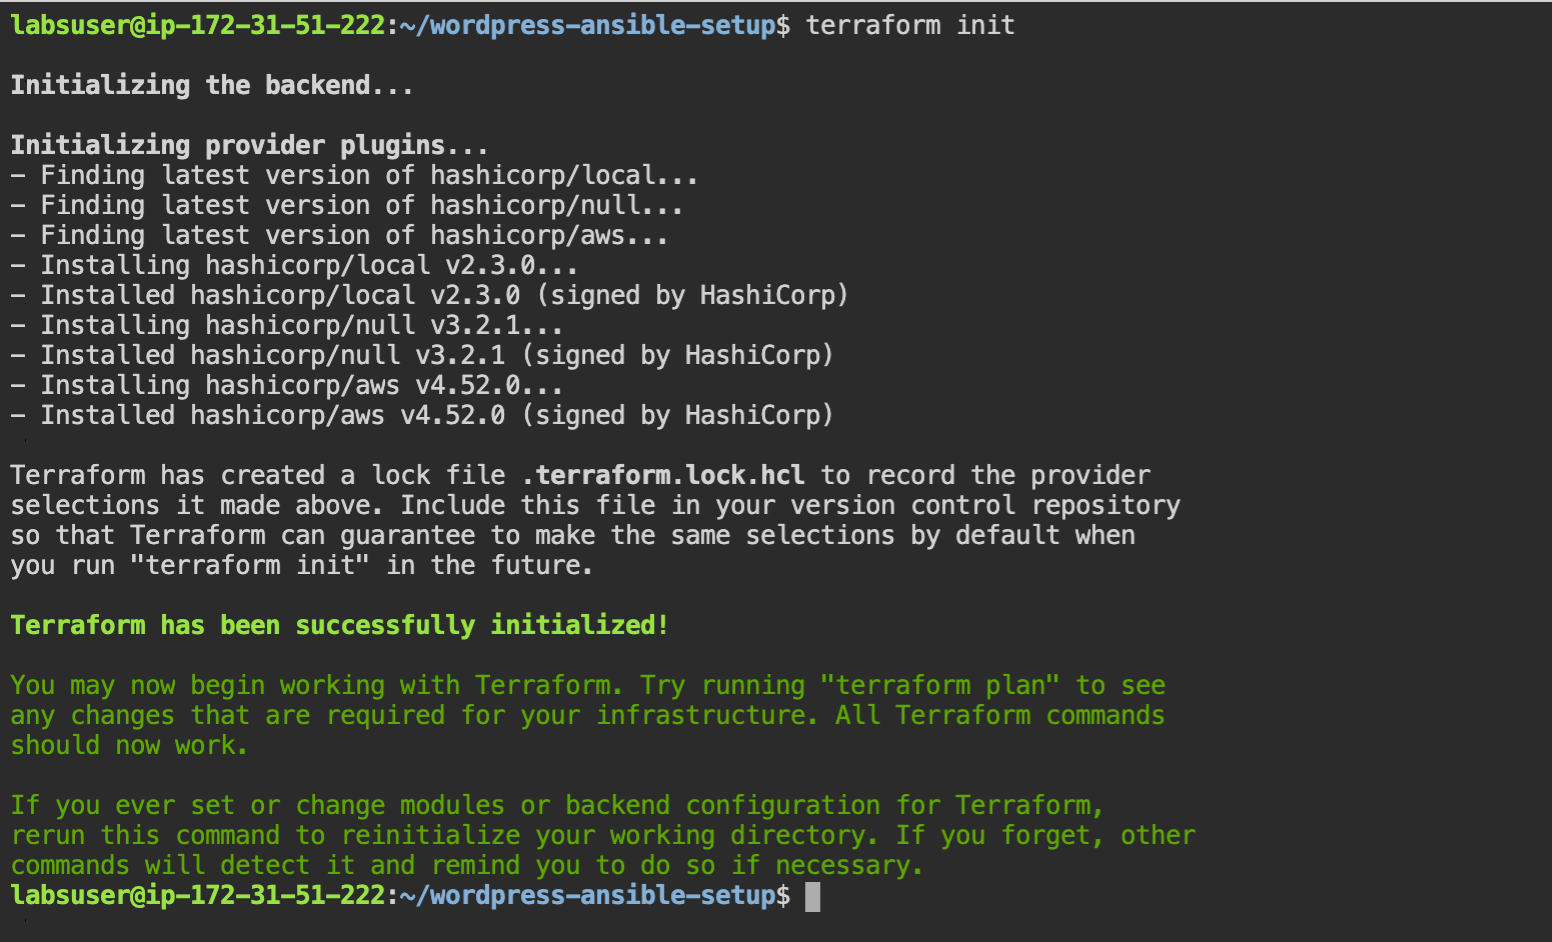 labsuser@ip-172-31-51-222:~/wordpress-ansible-setup$ terraform init
Initializing the backend...
Initializing provider plugins...
- Finding latest version of hashicorp/local...
- Finding latest version of hashicorp/null...
- Finding latest version of hashicorp/aws...
- Installing hashicorp/local v2.3.0...
- Installed hashicorp/local v2.3.0 (signed by HashiCorp)
- Installing hashicorp/null v3.2.1...
- Installed hashicorp/null v3.2.1 (signed by HashiCorp)
- Installing hashicorp/aws v4.52.0...
- Installed hashicorp/aws v4.52.0 (signed by HashiCorp)
Terraform has created a lock file .terraform.lock.hcl to record the provider
selections it made above. Include this file in your version control repository
so that Terraform can guarantee to make the same selections by default when
you run "terraform init" in the future.
Terraform has been successfully initialized!
You may now begin working with Terraform. Try running "terraform plan" to see
any changes that are required for your infrastructure. All Terraform commands
should now work.
If you ever set or change modules or backend configuration for Terraform,
rerun this command to reinitialize your working directory. If you forget, other
commands will detect it and remind you to do so if necessary.
labsuser@ip-172-31-51-222:~/wordpress-ansible-setup$